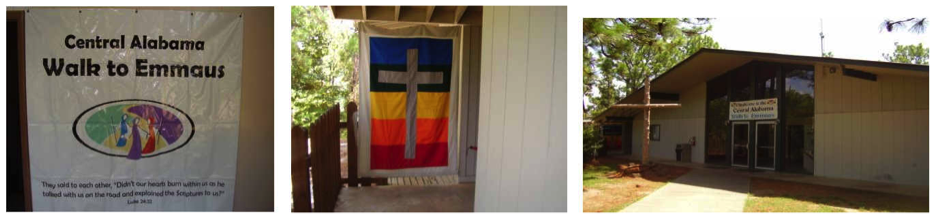 Central Alabama
Walk to Emmaus
They said to each other, "Didn't our hearts burn within us as he
talked with us on the road and explained the Scriptures to us?"
Luke 24:32
to the
Central Alabama
Walk to Emmaus